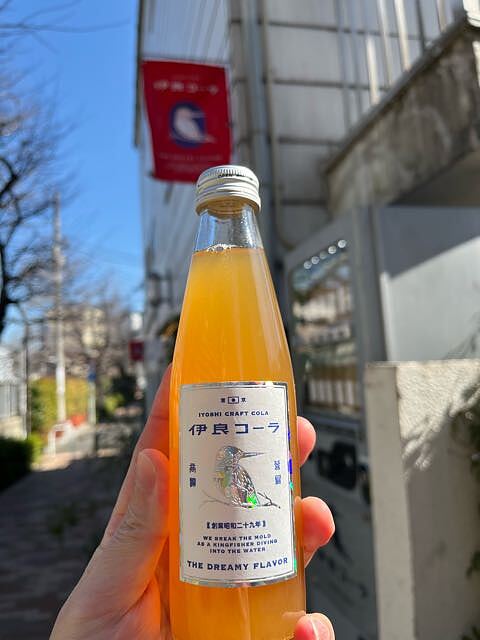 伊良コーラ
東京
IYOSHI CRAFT COLA
伊良コーラ
【創業昭和二十九年】
WE BREAK THE MOLD
AS A KINGFISHER DIVING
INTO THE WATER
THE DREAMY FLAVOR